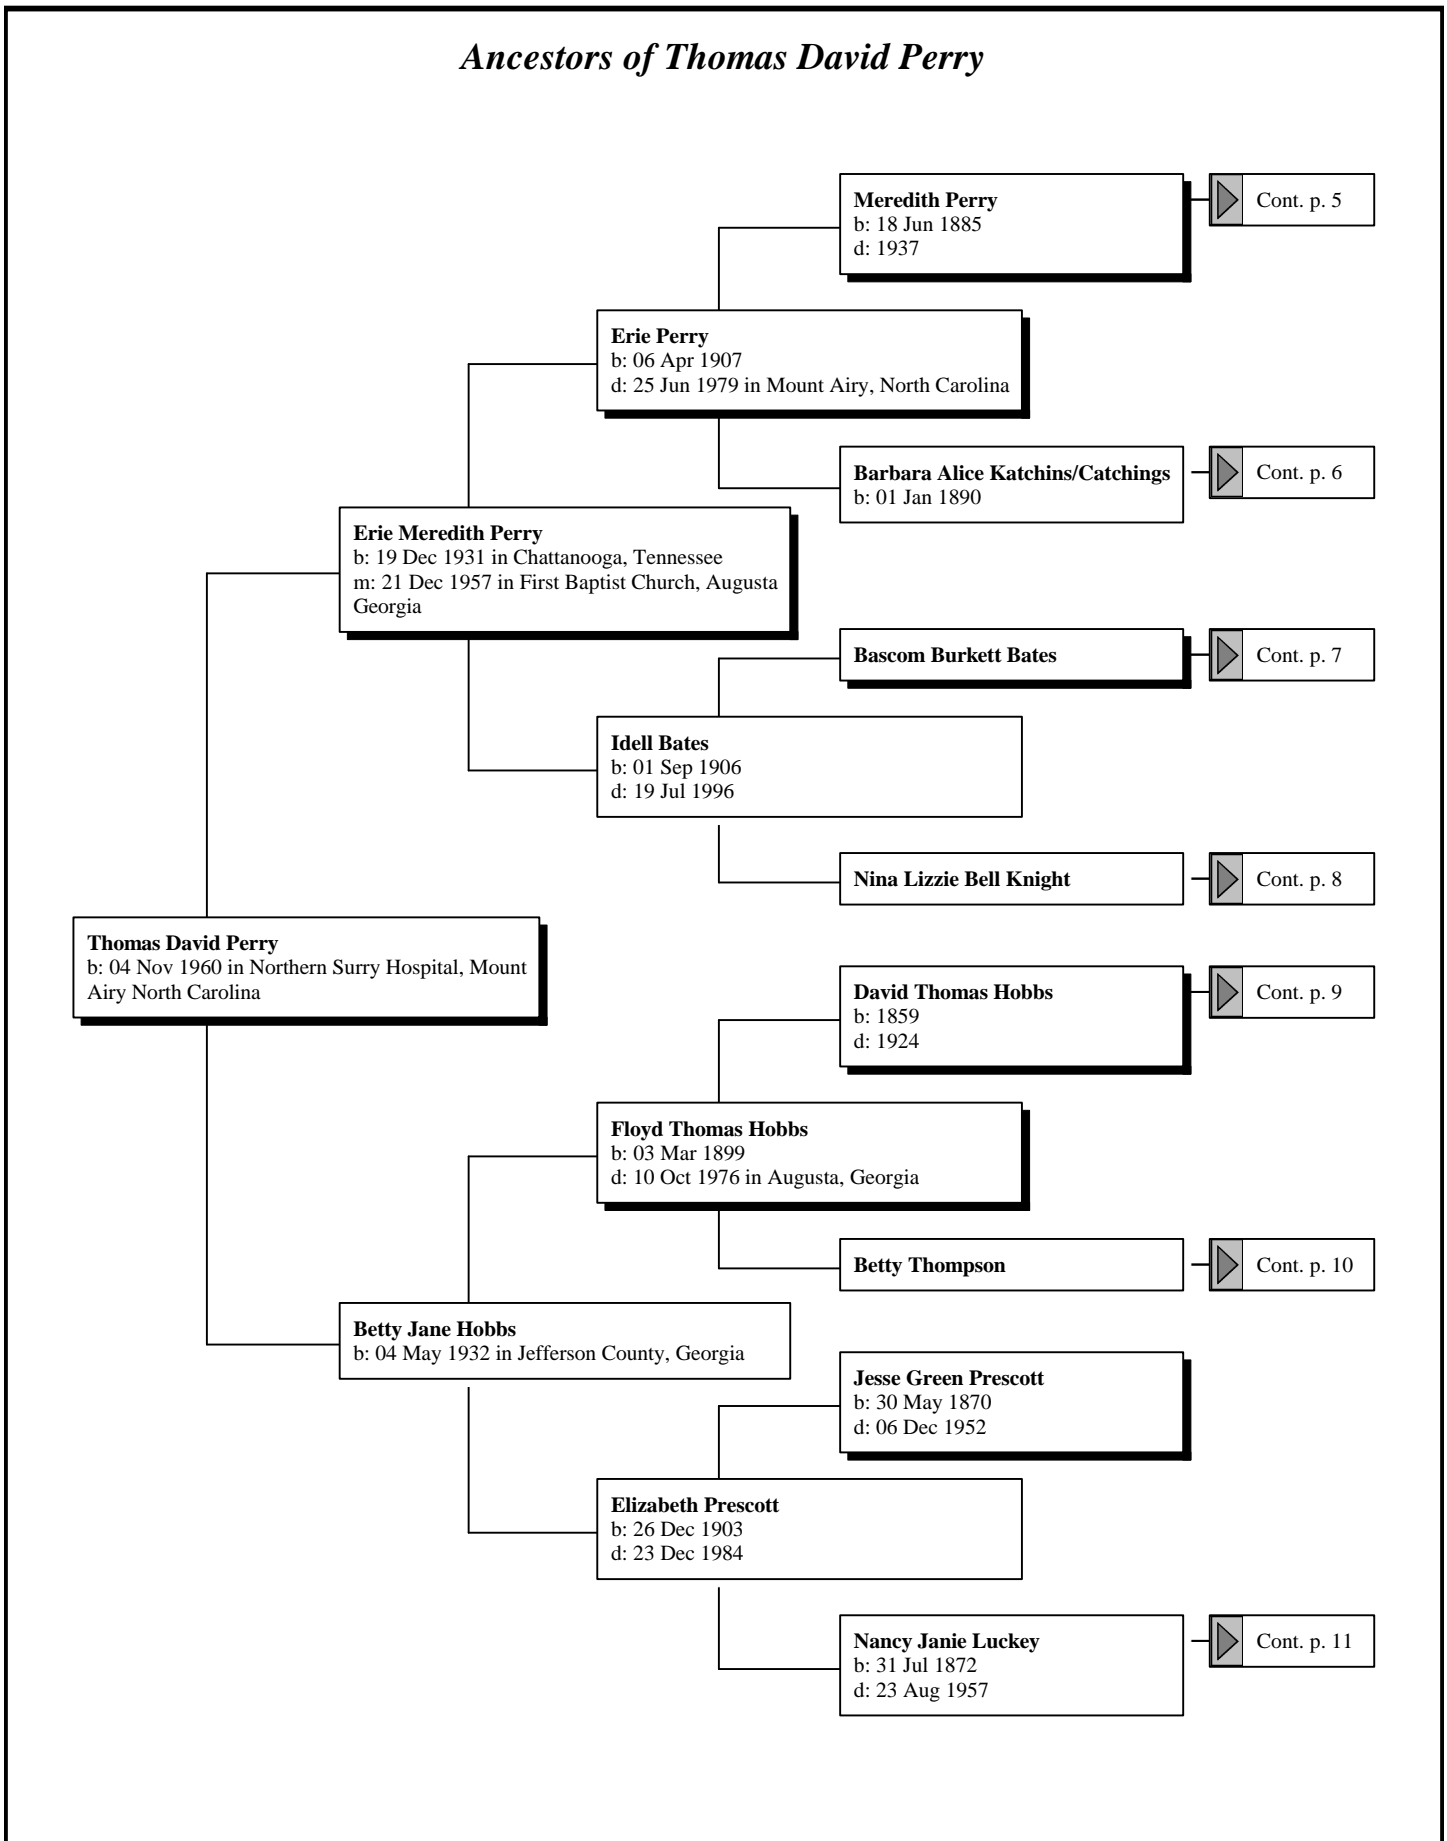 Ancestors of Thomas David Perry
Meredith Perry
b: 18 Jun 1885
d: 1937
Cont. p. 5
Erie Perry
b: 06 Apr 1907
d: 25 Jun 1979 in Mount Airy, North Carolina
Barbara Alice Katchins/Catchings
b: 01 Jan 1890
Cont. p. 6
Erie Meredith Perry
b: 19 Dec 1931 in Chattanooga, Tennessee
m: 21 Dec 1957 in First Baptist Church, Augusta
Georgia
Bascom Burkett Bates
Cont. p. 7
Idell Bates
b: 01 Sep 1906
d: 19 Jul 1996
Nina Lizzie Bell Knight
Cont. p. 8
Thomas David Perry
b: 04 Nov 1960 in Northern Surry Hospital, Mount
Airy North Carolina
David Thomas Hobbs
b: 1859
d: 1924
Cont. p. 9
Floyd Thomas Hobbs
b: 03 Mar 1899
d: 10 Oct 1976 in Augusta, Georgia
Betty Thompson
Cont. p. 10
Betty Jane Hobbs
b: 04 May 1932 in Jefferson County, Georgia
Jesse Green Prescott
b: 30 May 1870
d: 06 Dec 1952
Elizabeth Prescott
b: 26 Dec 1903
d: 23 Dec 1984
Nancy Janie Luckey
b: 31 Jul 1872
d: 23 Aug 1957
Cont. p. 11